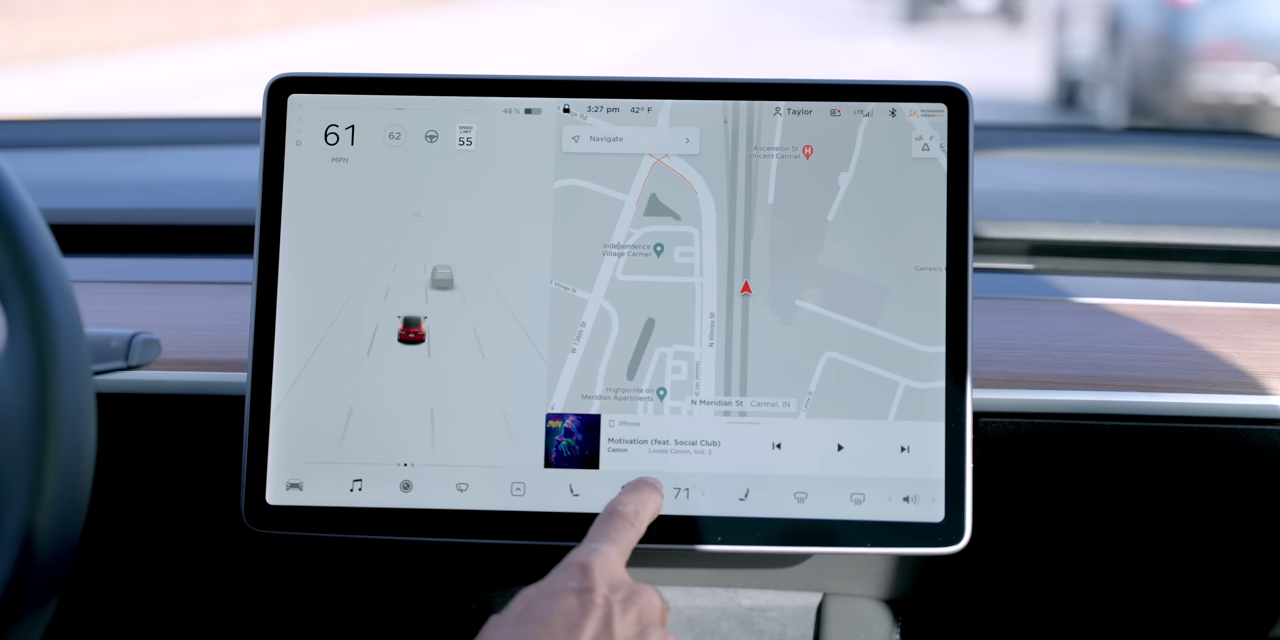 61
MPH
62
SPEED
LIMIT
55
D
46 %
3:27 pm
42° F
Taylor
LTE
PASSENGER
AIRBAG
Navigate
Ascension St
Vincent Carmel
H
Independence
Village Carmel
W 136th St
N Illinois St
Genesis
Highpointe on
Meridian Apartments
N Meridian St Carmel, IN
iPhone
Motivation (feat. Social Club)
Canon Loose Canon, Vol. 2
71